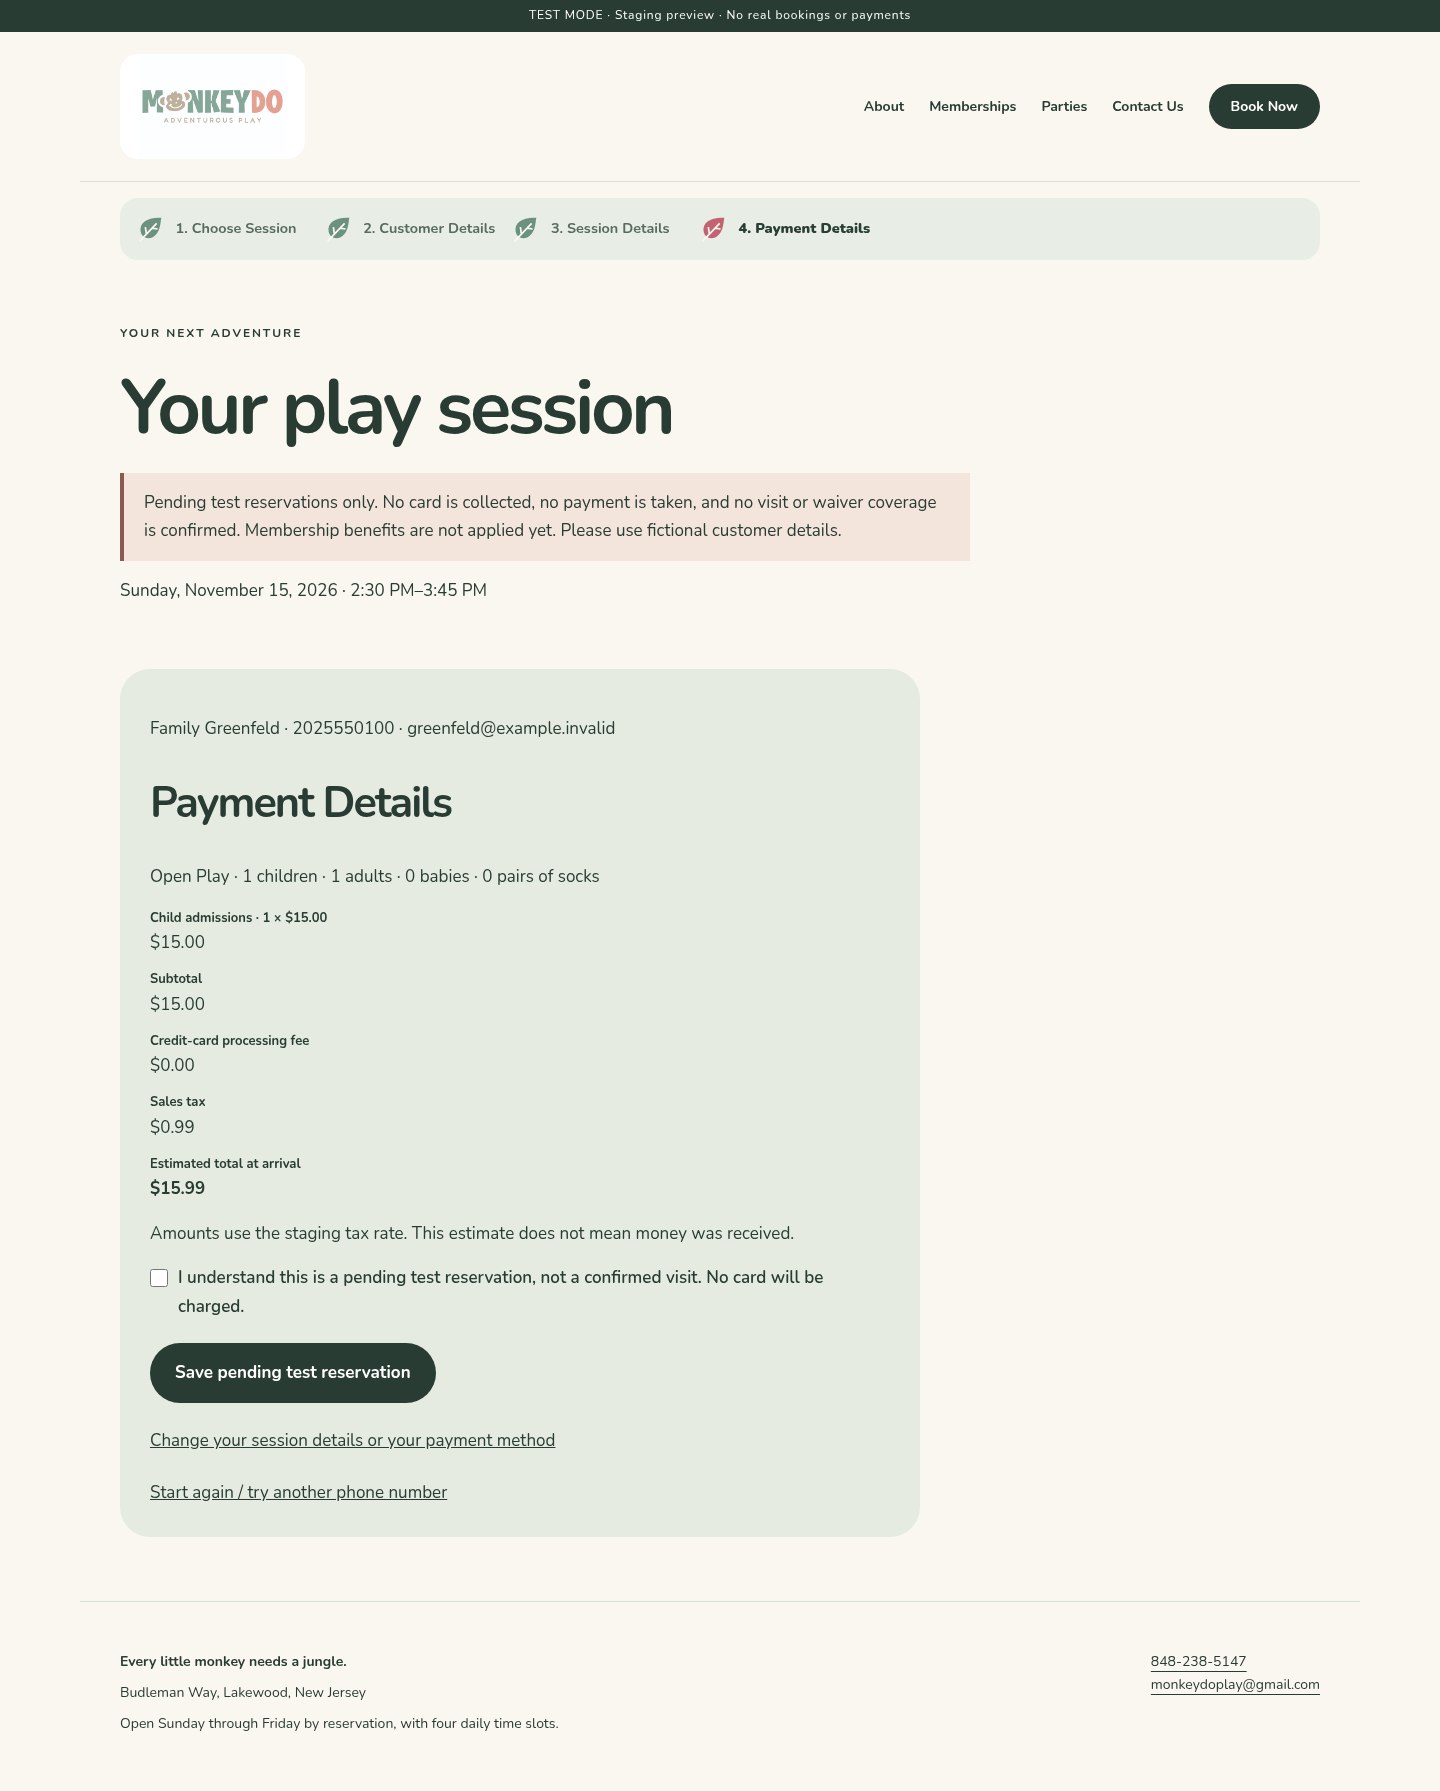 TEST MODE · Staging preview · No real bookings or payments
MONKEYDO
ADVENTUROUS PLAY
About
Memberships
Parties
Contact Us
Book Now
1. Choose Session
2. Customer Details
3. Session Details
4. Payment Details
YOUR NEXT ADVENTURE
Your play session
Pending test reservations only. No card is collected, no payment is taken, and no visit or waiver coverage
is confirmed. Membership benefits are not applied yet. Please use fictional customer details.
Sunday, November 15, 2026 · 2:30 PM–3:45 PM
Family Greenfeld · 2025550100 · greenfeld@example.invalid
Payment Details
Open Play · 1 children · 1 adults · 0 babies · 0 pairs of socks
Child admissions · 1 × $15.00
$15.00
Subtotal
$15.00
Credit-card processing fee
$0.00
Sales tax
$0.99
Estimated total at arrival
$15.99
Amounts use the staging tax rate. This estimate does not mean money was received.
I understand this is a pending test reservation, not a confirmed visit. No card will be
charged.
Save pending test reservation
Change your session details or your payment method
Start again / try another phone number
Every little monkey needs a jungle.
Budleman Way, Lakewood, New Jersey
Open Sunday through Friday by reservation, with four daily time slots.
848-238-5147
monkeydoplay@gmail.com